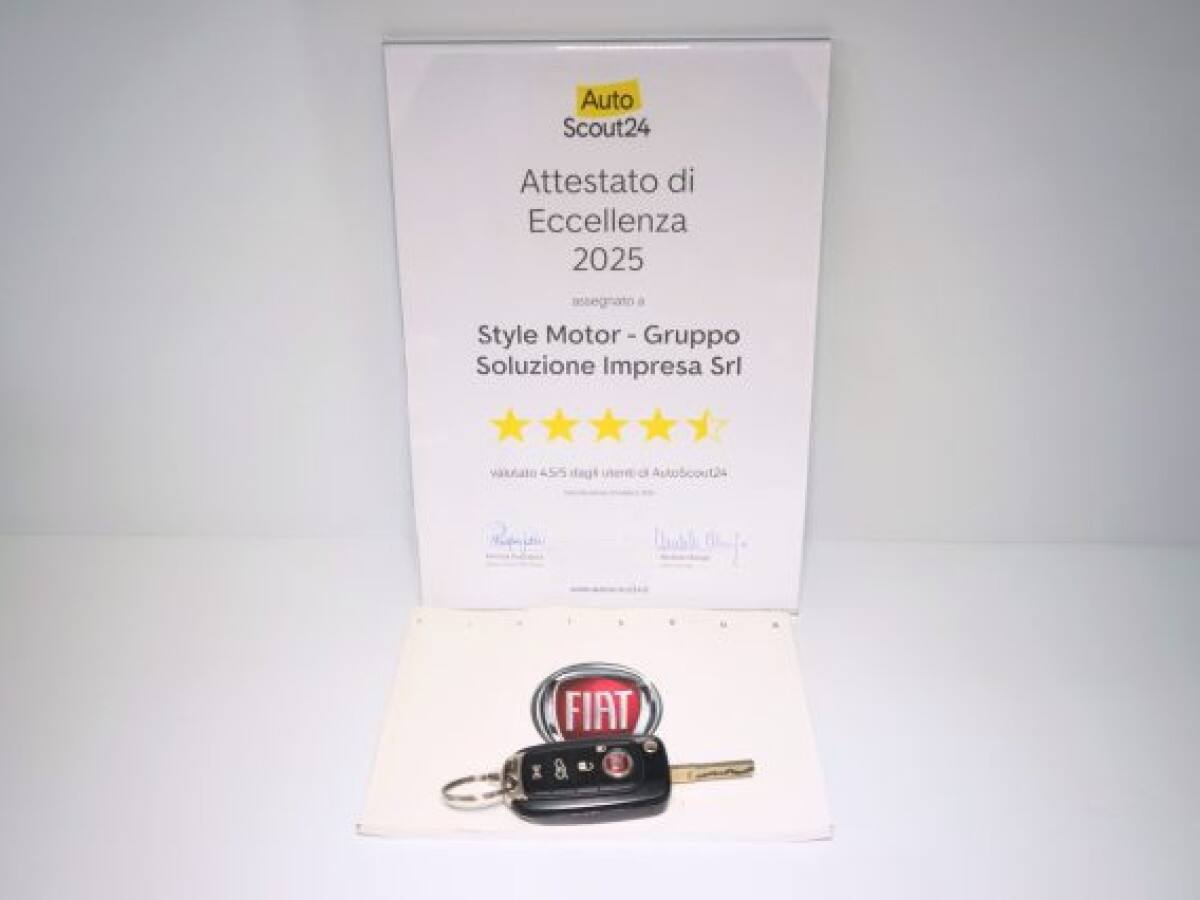 Auto
Scout24
Attestato di
Eccellenza
2025
assegnato a
Style Motor - Gruppo
Soluzione Impresa Srl
valutato 4.5/5 dagli utenti di AutoScout24
FIAT